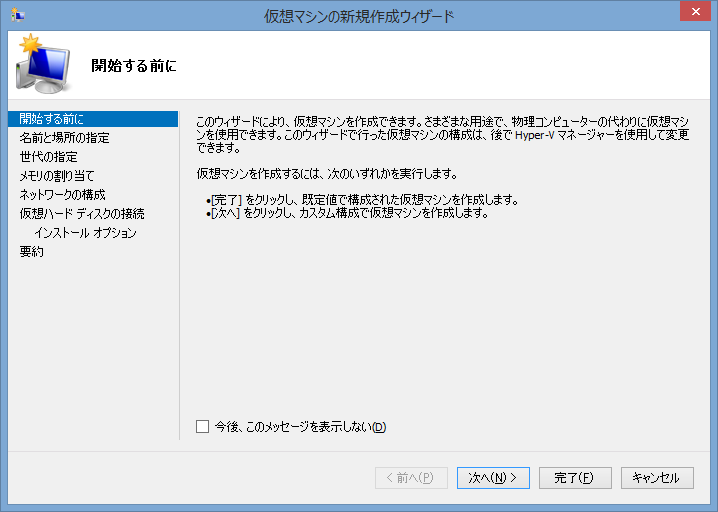 仮想マシンの新規作成ウィザード
開始する前に
開始する前に
名前と場所の指定
世代の指定
メモリの割り当て
ネットワークの構成
仮想ハード ディスクの接続
インストール オプション
要約
このウィザードにより、仮想マシンを作成できます。さまざまな用途で、物理コンピューターの代わりに仮想マシ
ンを使用できます。このウィザードで行った仮想マシンの構成は、後で Hyper-V マネージャーを使用して変更
できます。
仮想マシンを作成するには、次のいずれかを実行します。
•[完了] をクリックし、既定値で構成された仮想マシンを作成します。
•[次へ] をクリックし、カスタム構成で仮想マシンを作成します。
今後、このメッセージを表示しない(D)
< 前へ(P)
次へ(N) >
完了(F)
キャンセル